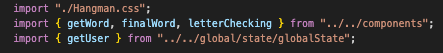 import "./Hangman.css";
import { getWord, finalWord, letterChecking } from "../../components";
import { getUser } from "../../global/state/globalState";